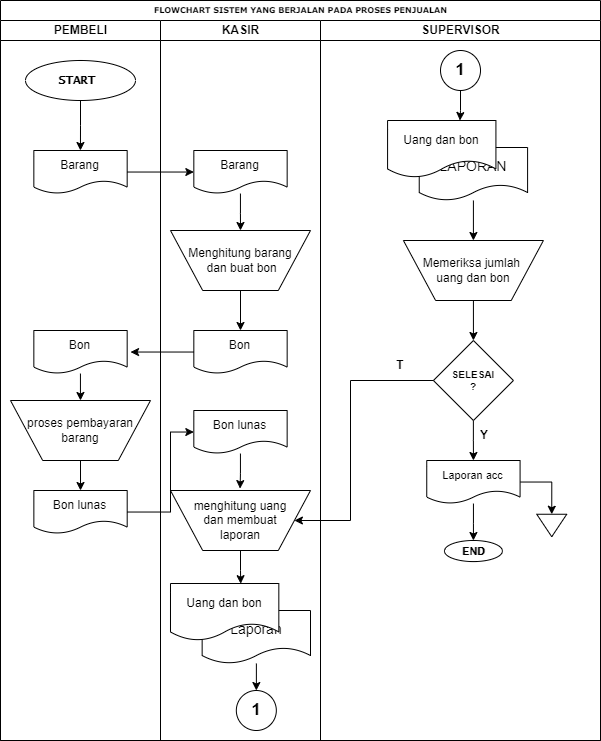 FLOWCHART SISTEM YANG BERJALAN PADA PROSES PENJUALAN
PEMBELI
KASIR
SUPERVISOR
START
Barang
Barang
Menghitung barang
dan buat bon
Bon
Bon
proses pembayaran
barang
Bon lunas
Bon lunas
menghitung uang
dan membuat
laporan
Uang dan bon
Laporan
1
1
Uang dan bon
LAPORAN
Memeriksa jumlah
uang dan bon
SELESAI
?
T
Y
Laporan acc
END